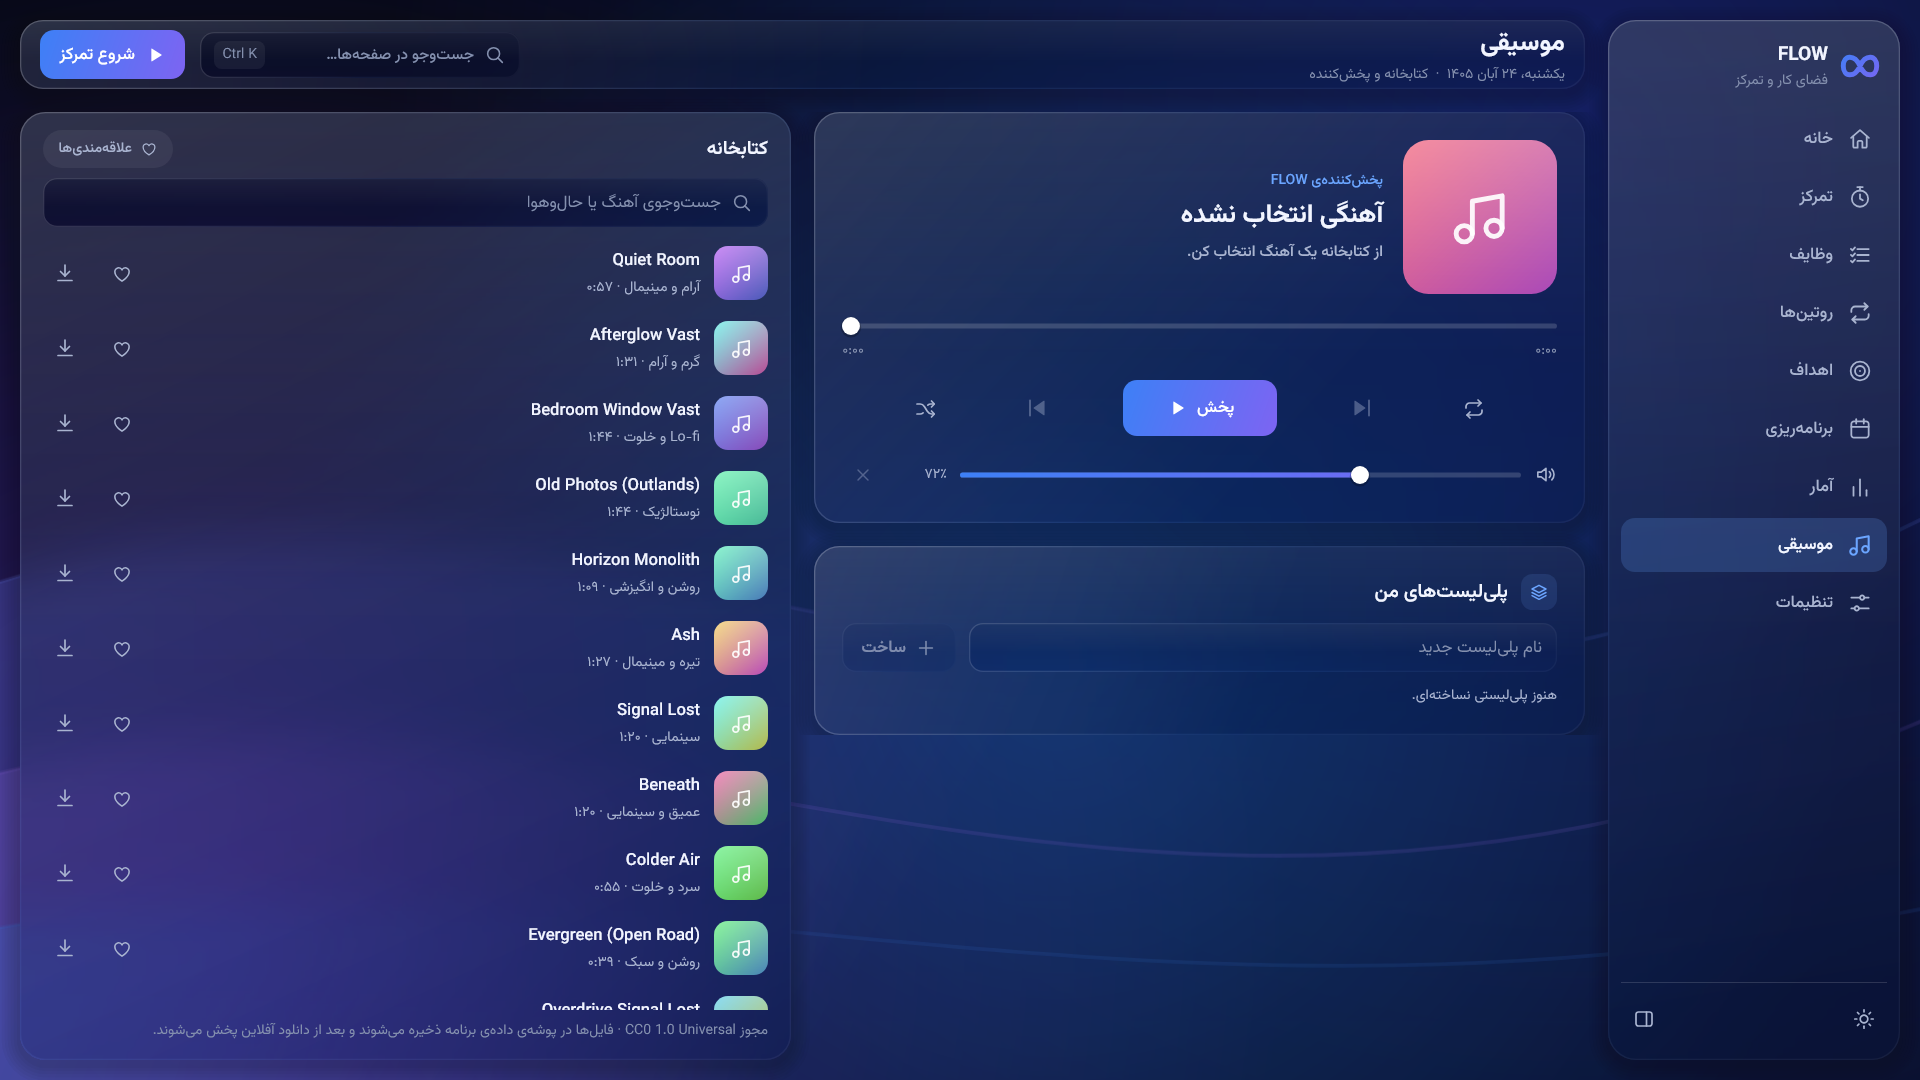 FLOW
فضای کار و تمرکز
خانه
تمرکز
وظایف
روتین‌ها
اهداف
برنامه‌ریزی
آمار
موسیقی
تنظیمات
موسیقی
یکشنبه، ۲۴ آبان ۱۴۰۵ · کتابخانه و پخش‌کننده
جست‌وجو در صفحه‌ها...
Ctrl K
شروع تمرکز
پخش‌کننده‌ی FLOW
آهنگی انتخاب نشده
از کتابخانه یک آهنگ انتخاب کن.
۰:۰۰
۰:۰۰
پخش
۷۲٪
پلی‌لیست‌های من
نام پلی‌لیست جدید
ساخت
هنوز پلی‌لیستی نساخته‌ای.
کتابخانه
علاقه‌مندی‌ها
جست‌وجوی آهنگ یا حال‌وهوا
Quiet Room
آرام و مینیمال · ۰:۵۷
Afterglow Vast
گرم و آرام · ۱:۳۱
Bedroom Window Vast
Lo-fi و خلوت · ۱:۴۴
Old Photos (Outlands)
نوستالژیک · ۱:۴۴
Horizon Monolith
روشن و انگیزشی · ۱:۰۹
Ash
تیره و مینیمال · ۱:۲۷
Signal Lost
سینمایی · ۱:۲۰
Beneath
عمیق و سینمایی · ۱:۲۰
Colder Air
سرد و خلوت · ۰:۵۵
Evergreen (Open Road)
روشن و سبک · ۰:۳۹
Overdrive Signal Lost
مجوز CC0 1.0 Universal · فایل‌ها در پوشه‌ی داده‌ی برنامه ذخیره می‌شوند و بعد از دانلود آفلاین پخش می‌شوند.